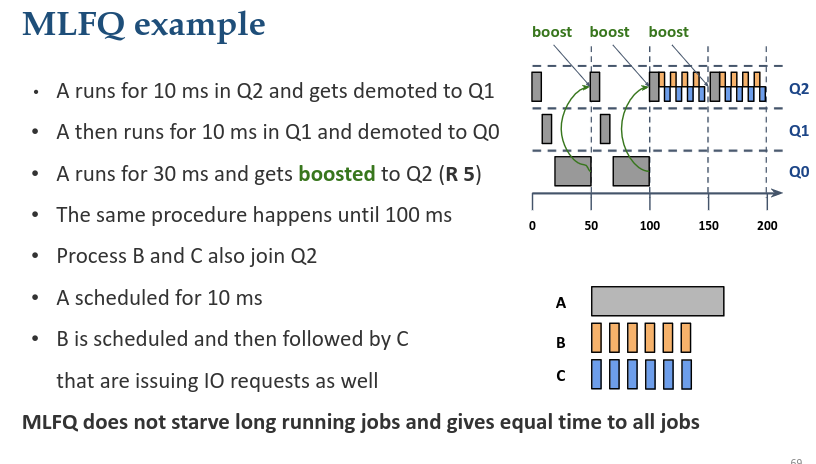 MLFQ example
• A runs for 10 ms in Q2 and gets demoted to Q1
• A then runs for 10 ms in Q1 and demoted to Q0
• A runs for 30 ms and gets boosted to Q2 (R 5)
• The same procedure happens until 100 ms
• Process B and C also join Q2
• A scheduled for 10 ms
• B is scheduled and then followed by C
that are issuing IO requests as well
MLFQ does not starve long running jobs and gives equal time to all jobs
boost boost boost
Q2
Q1
Q0
0 50 100 150 200
A
B
C
69